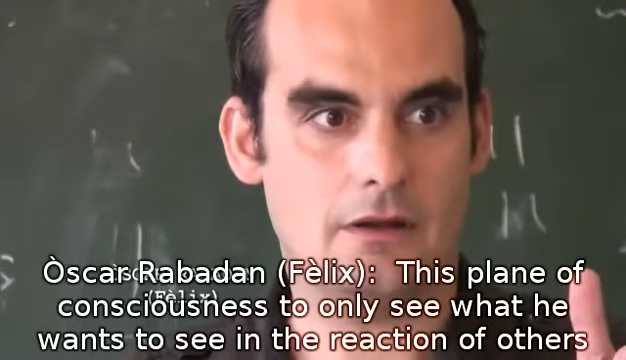 Òscar Rabadan (Fèlix):  This plane of
consciousness to only see what he
wants to see in the reaction of others
(Fèlix)